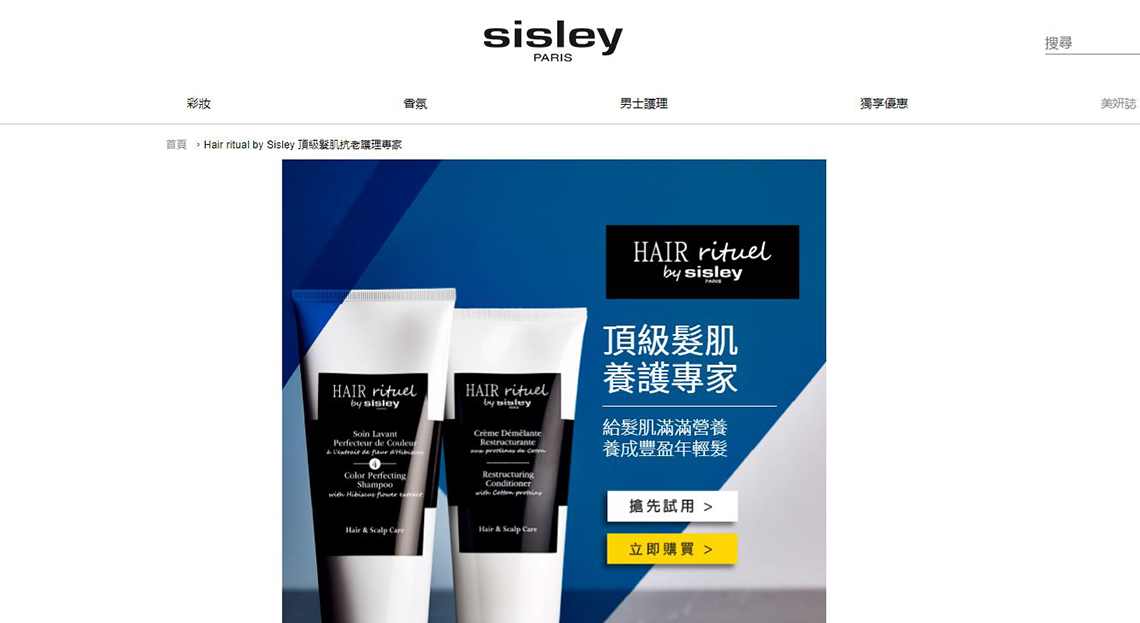 sisley
PARIS
搜尋
彩妝 香氛 男士護理 獨享優惠 美妍誌
首頁 › Hair ritual by Sisley 頂級髮肌抗老護理專家
HAIR rituel
by sisley
PARIS
頂級髮肌
養護專家
給髮肌滿滿營養
養成豐盈年輕髮
搶先試用 >
立即購買 >
HAIR rituel
by sisley
Soin Lavant
Perfecteur de Couleur
à l'extrait de fleur d'Hibiscus
4
Color Perfecting
Shampoo
with Hibiscus flower extract
Hair & Scalp Care
HAIR rituel
by sisley
Crème Démêlante
Restructurante
aux protéines de Coton
Restructuring
Conditioner
with Cotton proteins
Hair & Scalp Care